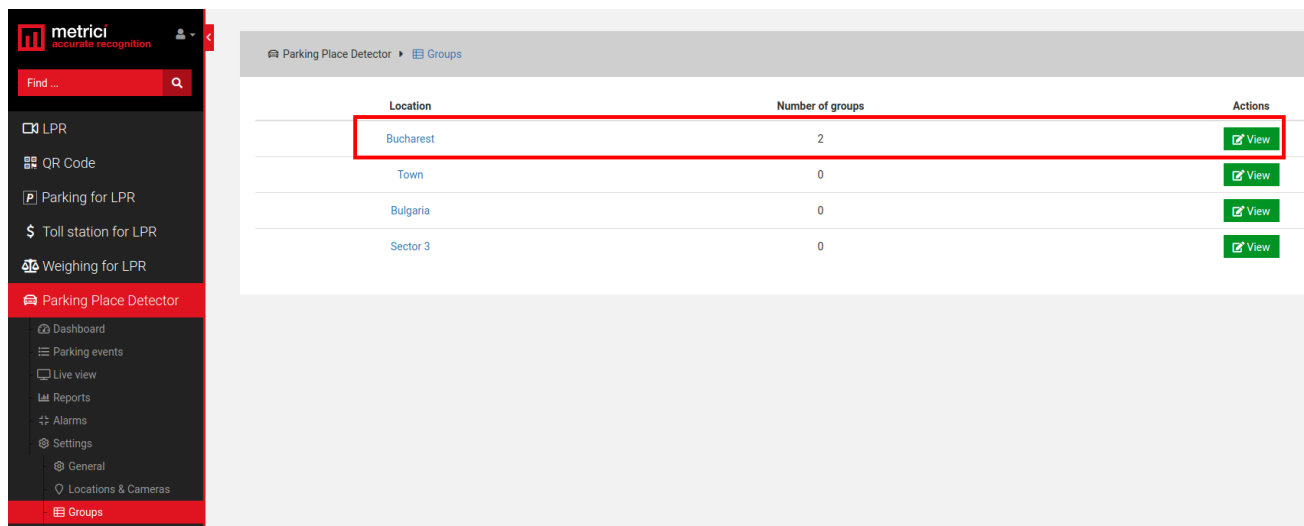 metrici
accurate recognition
Find ...
LPR
QR Code
Parking for LPR
$ Toll station for LPR
Weighing for LPR
Parking Place Detector
Dashboard
Parking events
Live view
Reports
Alarms
Settings
General
Locations & Cameras
Groups
Parking Place Detector Groups
Location Number of groups Actions
Bucharest 2 View
Town 0 View
Bulgaria 0 View
Sector 3 0 View